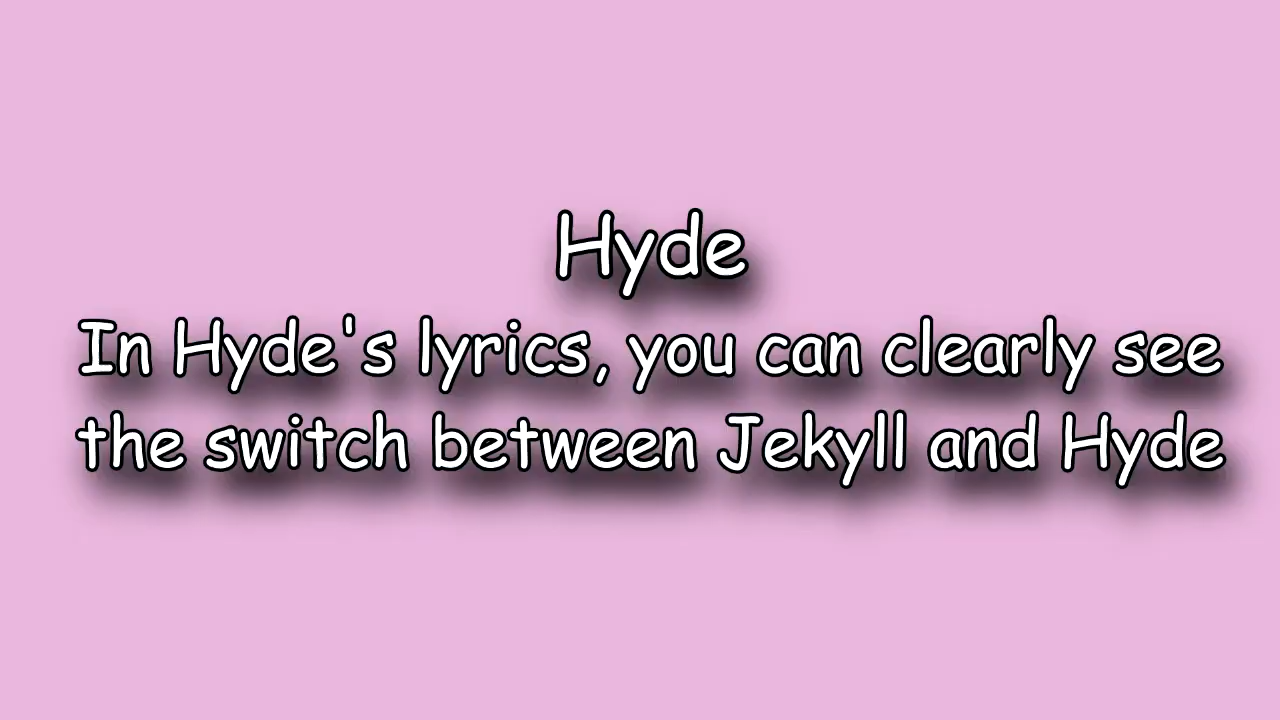 Hyde
In Hyde's lyrics, you can clearly see
the switch between Jekyll and Hyde